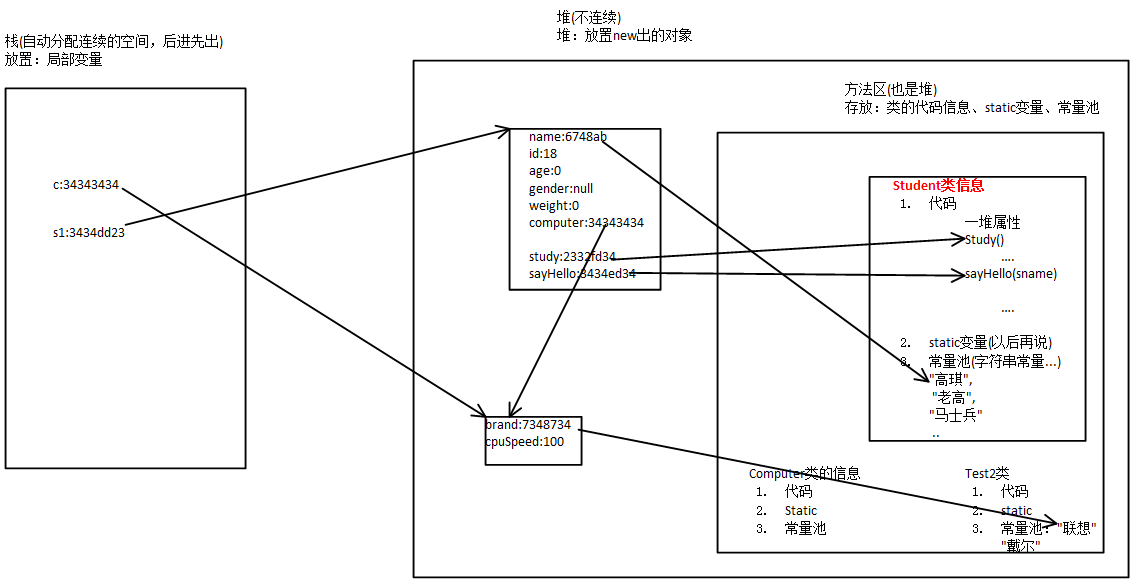 栈(自动分配连续的空间，后进先出)
放置：局部变量
c:34343434
s1:3434dd23
堆(不连续)
堆：放置new出的对象
name:6748ab
id:18
age:0
gender:null
weight:0
computer:34343434
study:2332fd34
sayHello:3434ed34
brand:7348734
cpuSpeed:100
方法区(也是堆)
存放：类的代码信息、static变量、常量池
Student类信息
1. 代码
一堆属性
Study()
....
sayHello(sname)
....
2. static变量(以后再说)
3. 常量池(字符串常量...)
"高琪",
"老高",
"马士兵"
..
Computer类的信息
1. 代码
2. Static
3. 常量池
Test2类
1. 代码
2. static
3. 常量池："联想"
"戴尔"